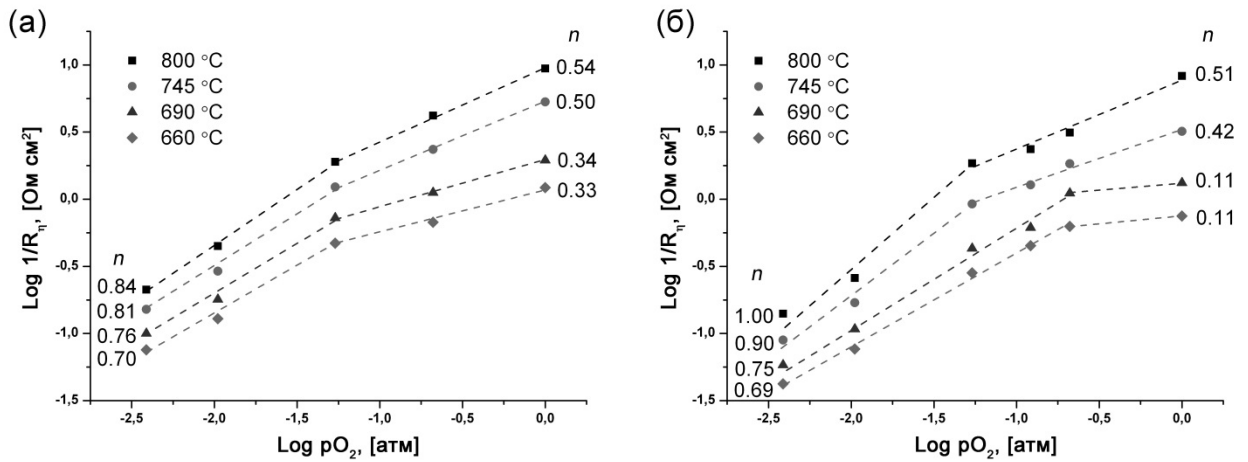 (а)
n
800 °C
745 °C
690 °C
660 °C
0.54
0.50
0.34
0.33
n
0.84
0.81
0.76
0.70
Log 1/Rη, [Ом см²]
1,0
0,5
0,0
-0,5
-1,0
-1,5
-2,5 -2,0 -1,5 -1,0 -0,5 0,0
Log pO₂, [атм]
(б)
n
800 °C
745 °C
690 °C
660 °C
0.51
0.42
0.11
0.11
n
1.00
0.90
0.75
0.69
Log 1/Rη, [Ом см²]
1,0
0,5
0,0
-0,5
-1,0
-1,5
-2,5 -2,0 -1,5 -1,0 -0,5 0,0
Log pO₂, [атм]